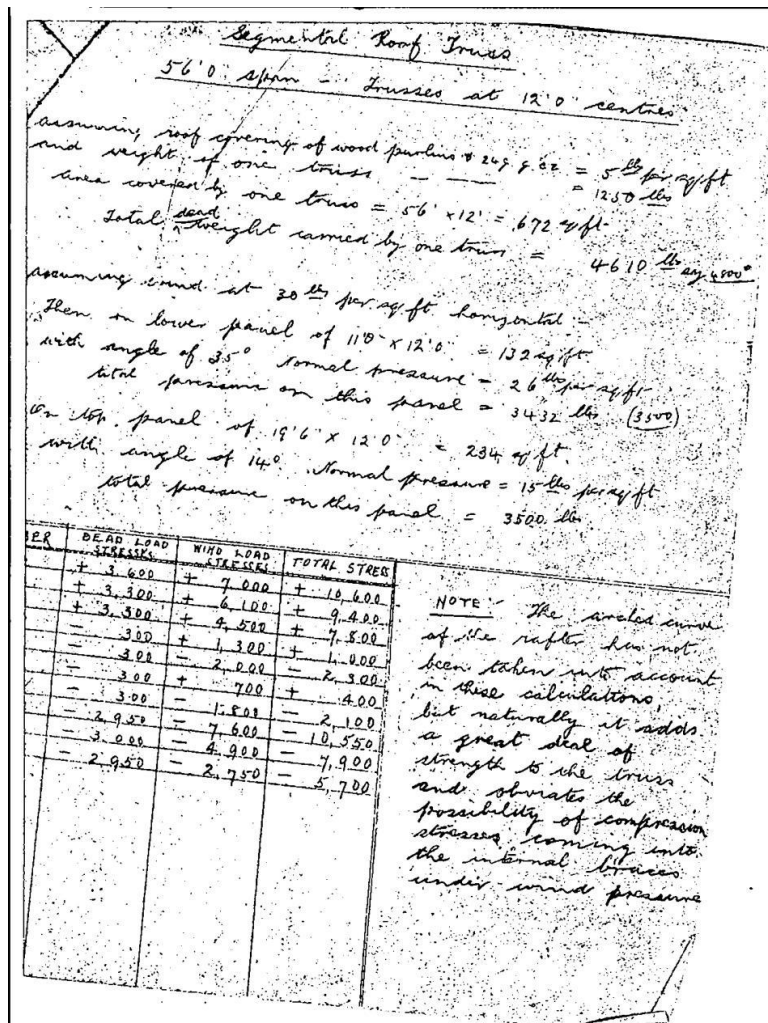 Segmental Roof Truss
56'0" span - Trusses at 12'0" centres
Assuming roof covering of wood purlins & 24g. g.c.i. = 5 lbs per sq ft
and weight of one truss - — = 1250 lbs
Area covered by one truss = 56' x 12' = 672 sq ft.
Total dead weight carried by one truss = 4610 lbs say 4800#
Assuming wind at 30 lbs per sq ft. horizontal -
Then on lower panel of 11'0" x 12'0" = 132 sq ft
with angle of 35° Normal pressure = 26 lbs per sq ft
total pressure on this panel = 3432 lbs (3500)
On top panel of 19'6" x 12'0" = 234 sq ft.
with angle of 14° Normal pressure = 15 lbs per sq ft
total pressure on this panel = 3500 lbs
BER DEAD LOAD STRESSES WIND LOAD STRESSES TOTAL STRESS
+ 3,600 + 7,000 + 10,600
+ 3,300 + 6,100 + 9,400
+ 3,300 + 4,500 + 7,800
- 300 + 1,300 + 1,000
- 300 - 2,000 - 2,300
- 300 + 700 + 400
- 300 - 1,800 - 2,100
- 2,950 - 7,600 - 10,550
- 3,000 - 4,900 - 7,900
- 2,950 - 2,750 - 5,700
NOTE:- The arched curve
of the rafter has not
been taken into account
in these calculations,
but naturally it adds
a great deal of
strength to the truss
and obviates the
possibility of compression
stresses coming into
the internal braces
under wind pressure